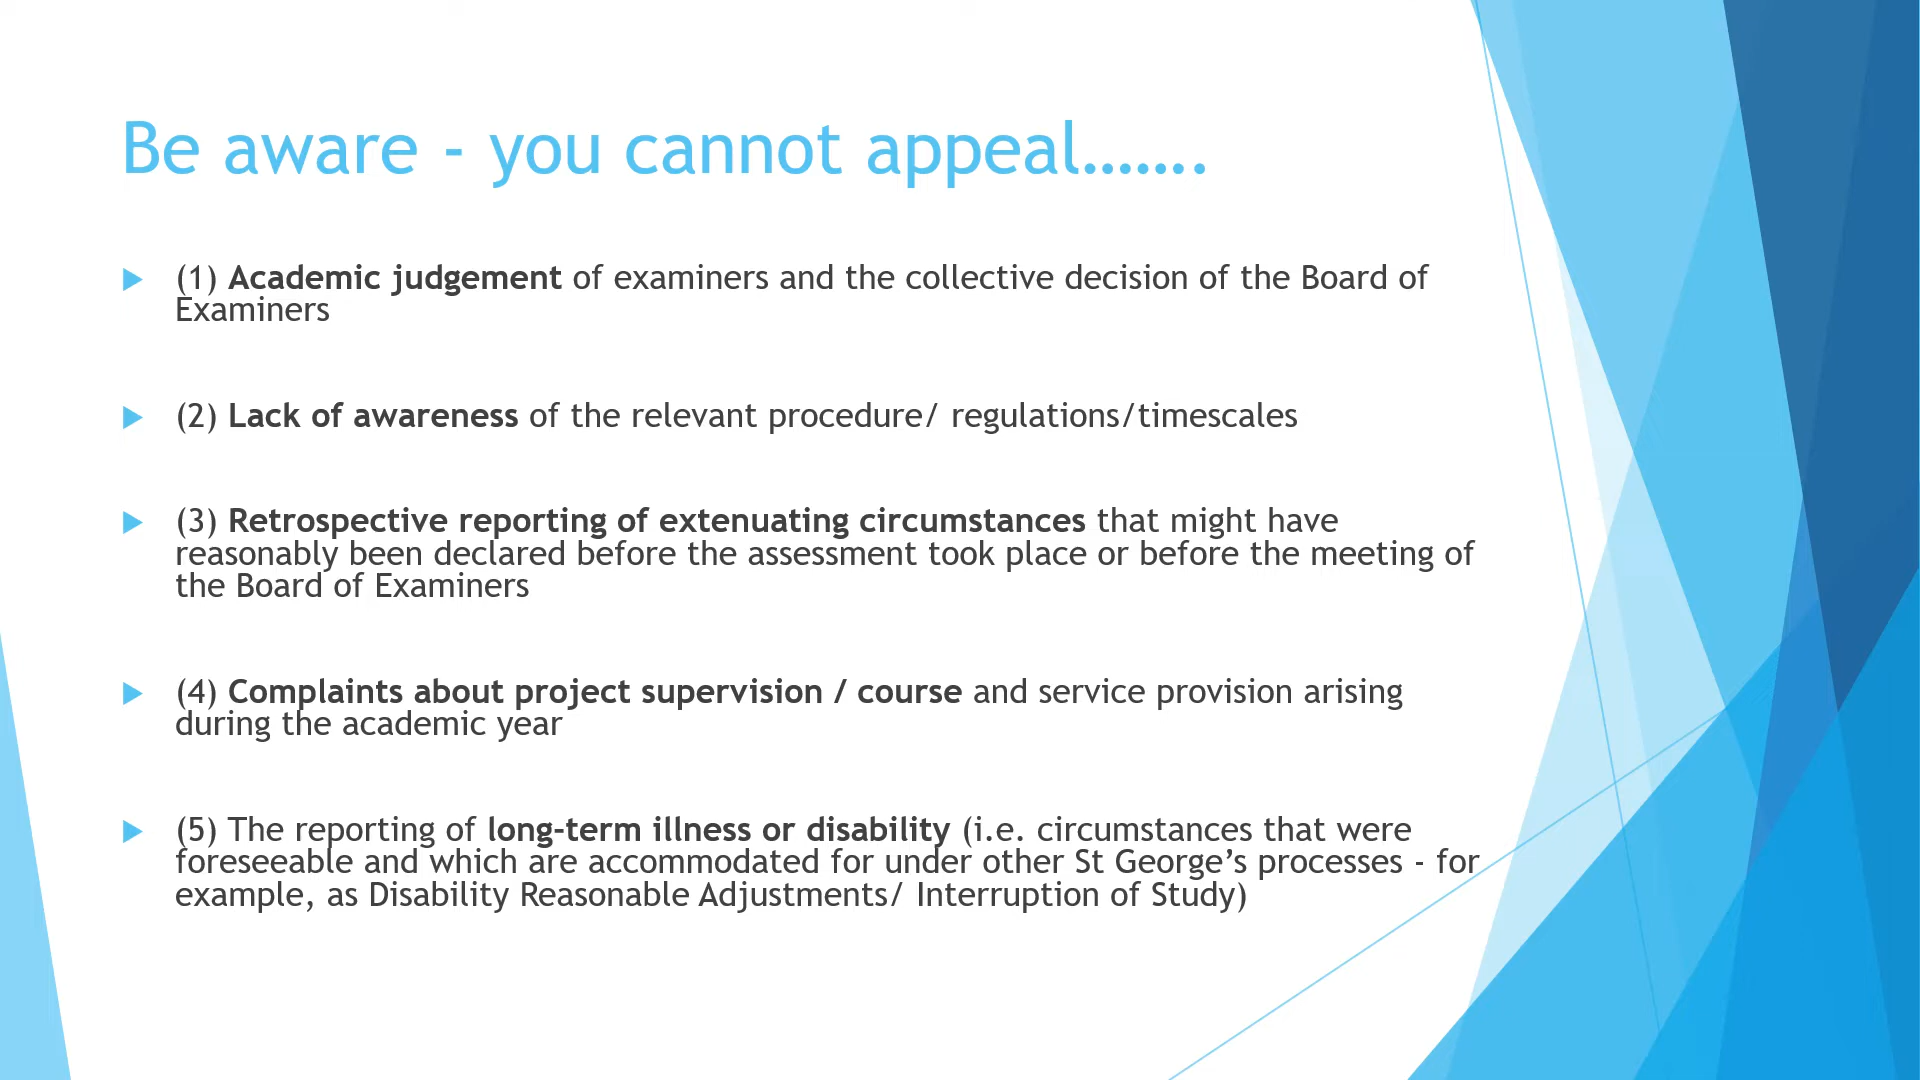 Be aware - you cannot appeal…….
(1) Academic judgement of examiners and the collective decision of the Board of
Examiners
(2) Lack of awareness of the relevant procedure/ regulations/timescales
(3) Retrospective reporting of extenuating circumstances that might have
reasonably been declared before the assessment took place or before the meeting of
the Board of Examiners
(4) Complaints about project supervision / course and service provision arising
during the academic year
(5) The reporting of long-term illness or disability (i.e. circumstances that were
foreseeable and which are accommodated for under other St George’s processes - for
example, as Disability Reasonable Adjustments/ Interruption of Study)